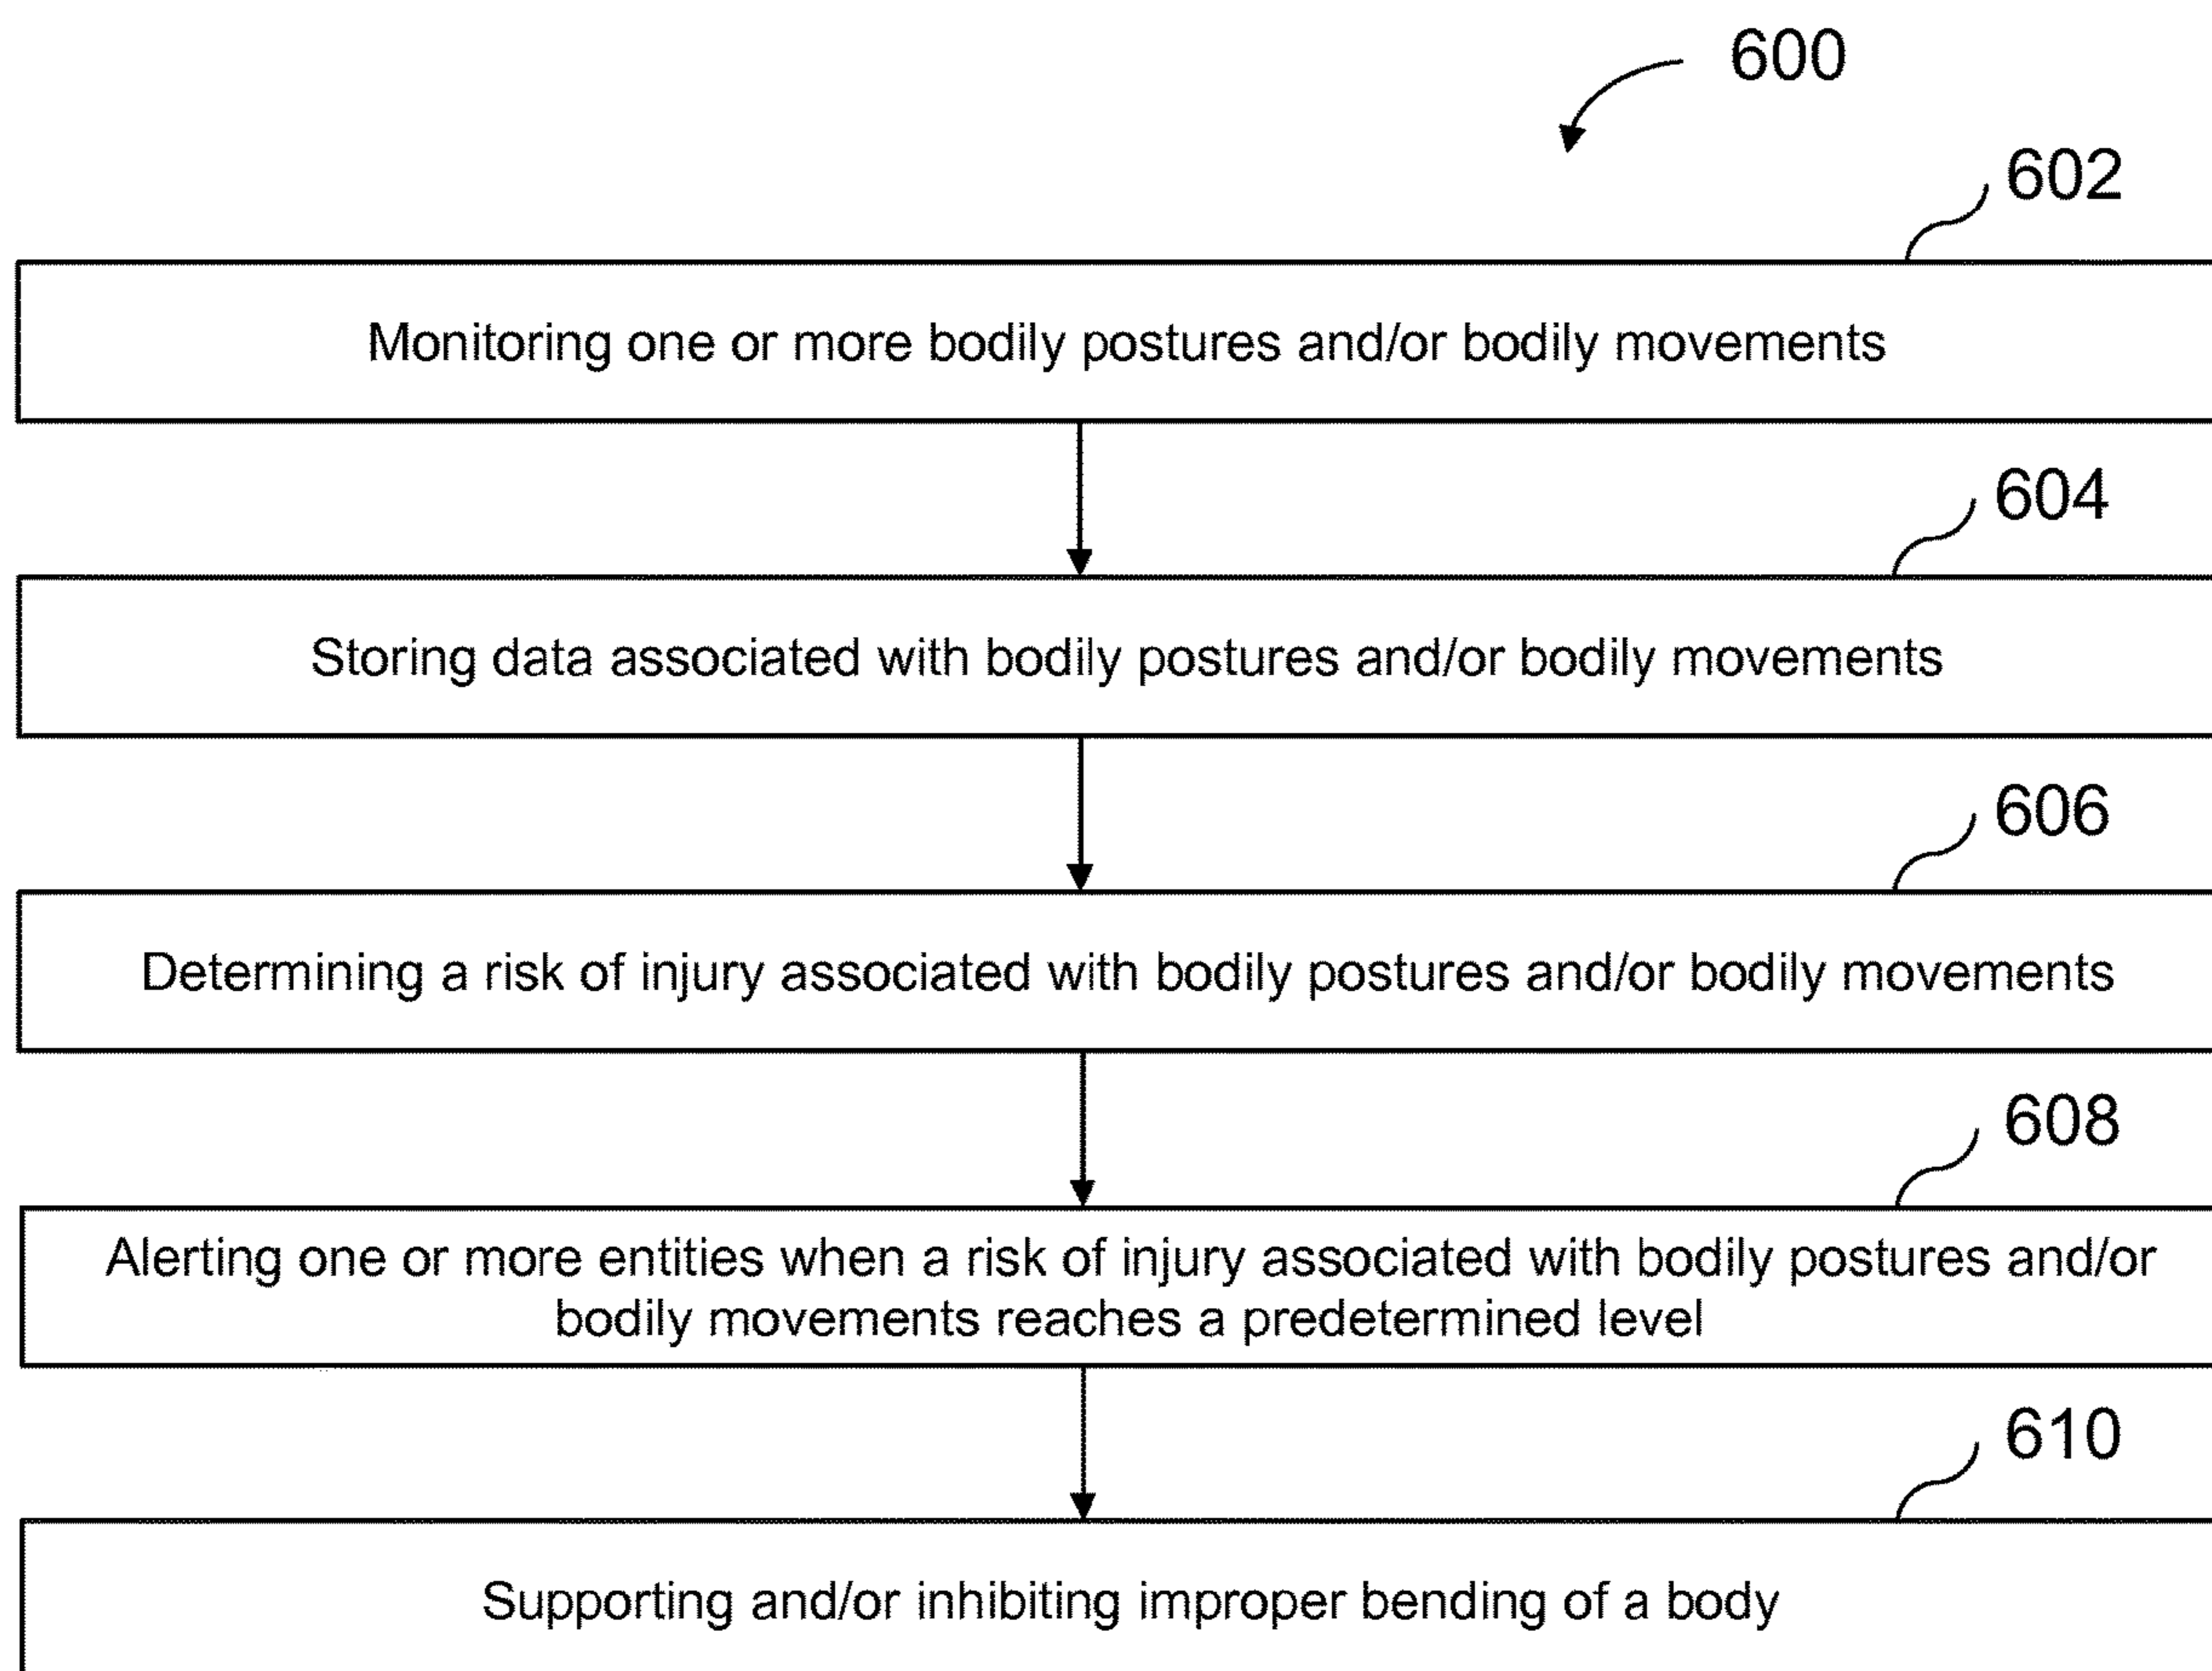 600
602
Monitoring one or more bodily postures and/or bodily movements
604
Storing data associated with bodily postures and/or bodily movements
606
Determining a risk of injury associated with bodily postures and/or bodily movements
608
Alerting one or more entities when a risk of injury associated with bodily postures and/or
bodily movements reaches a predetermined level
610
Supporting and/or inhibiting improper bending of a body